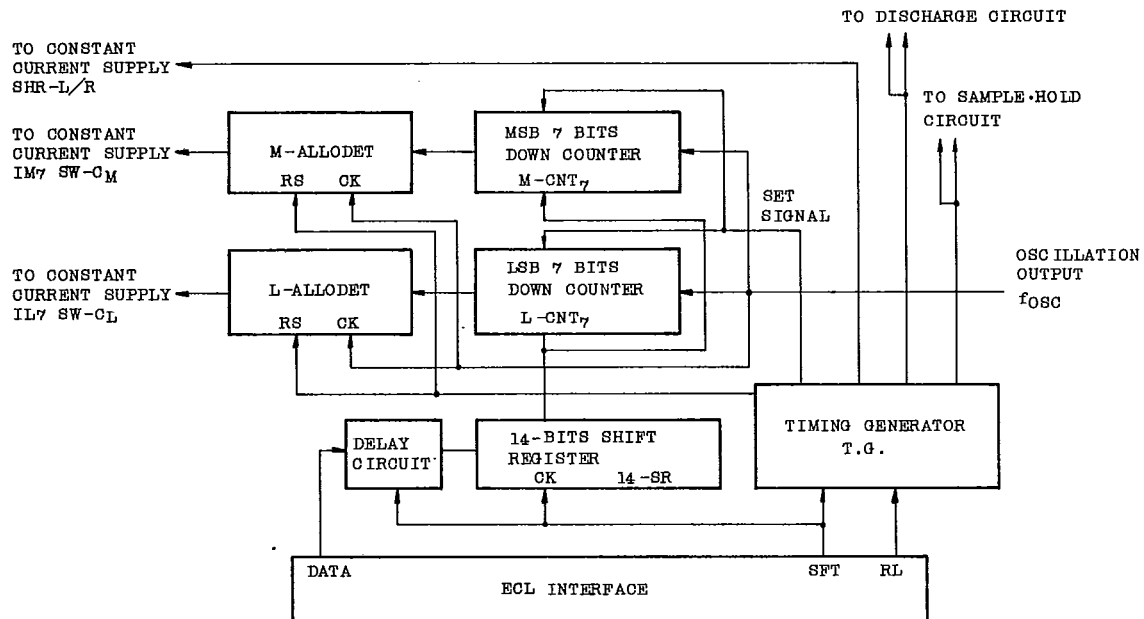 TO DISCHARGE CIRCUIT
TO CONSTANT
CURRENT SUPPLY
SHR-L/R
TO SAMPLE·HOLD
CIRCUIT
TO CONSTANT
CURRENT SUPPLY
IM7 SW-CM
M-ALLODET
RS CK
MSB 7 BITS
DOWN COUNTER
M-CNT7
SET
SIGNAL
TO CONSTANT
CURRENT SUPPLY
IL7 SW-CL
L-ALLODET
RS CK
LSB 7 BITS
DOWN COUNTER
L-CNT7
OSCILLATION
OUTPUT
fOSC
DELAY
CIRCUIT
14-BITS SHIFT
REGISTER
CK 14-SR
TIMING GENERATOR
T.G.
DATA SFT RL
ECL INTERFACE